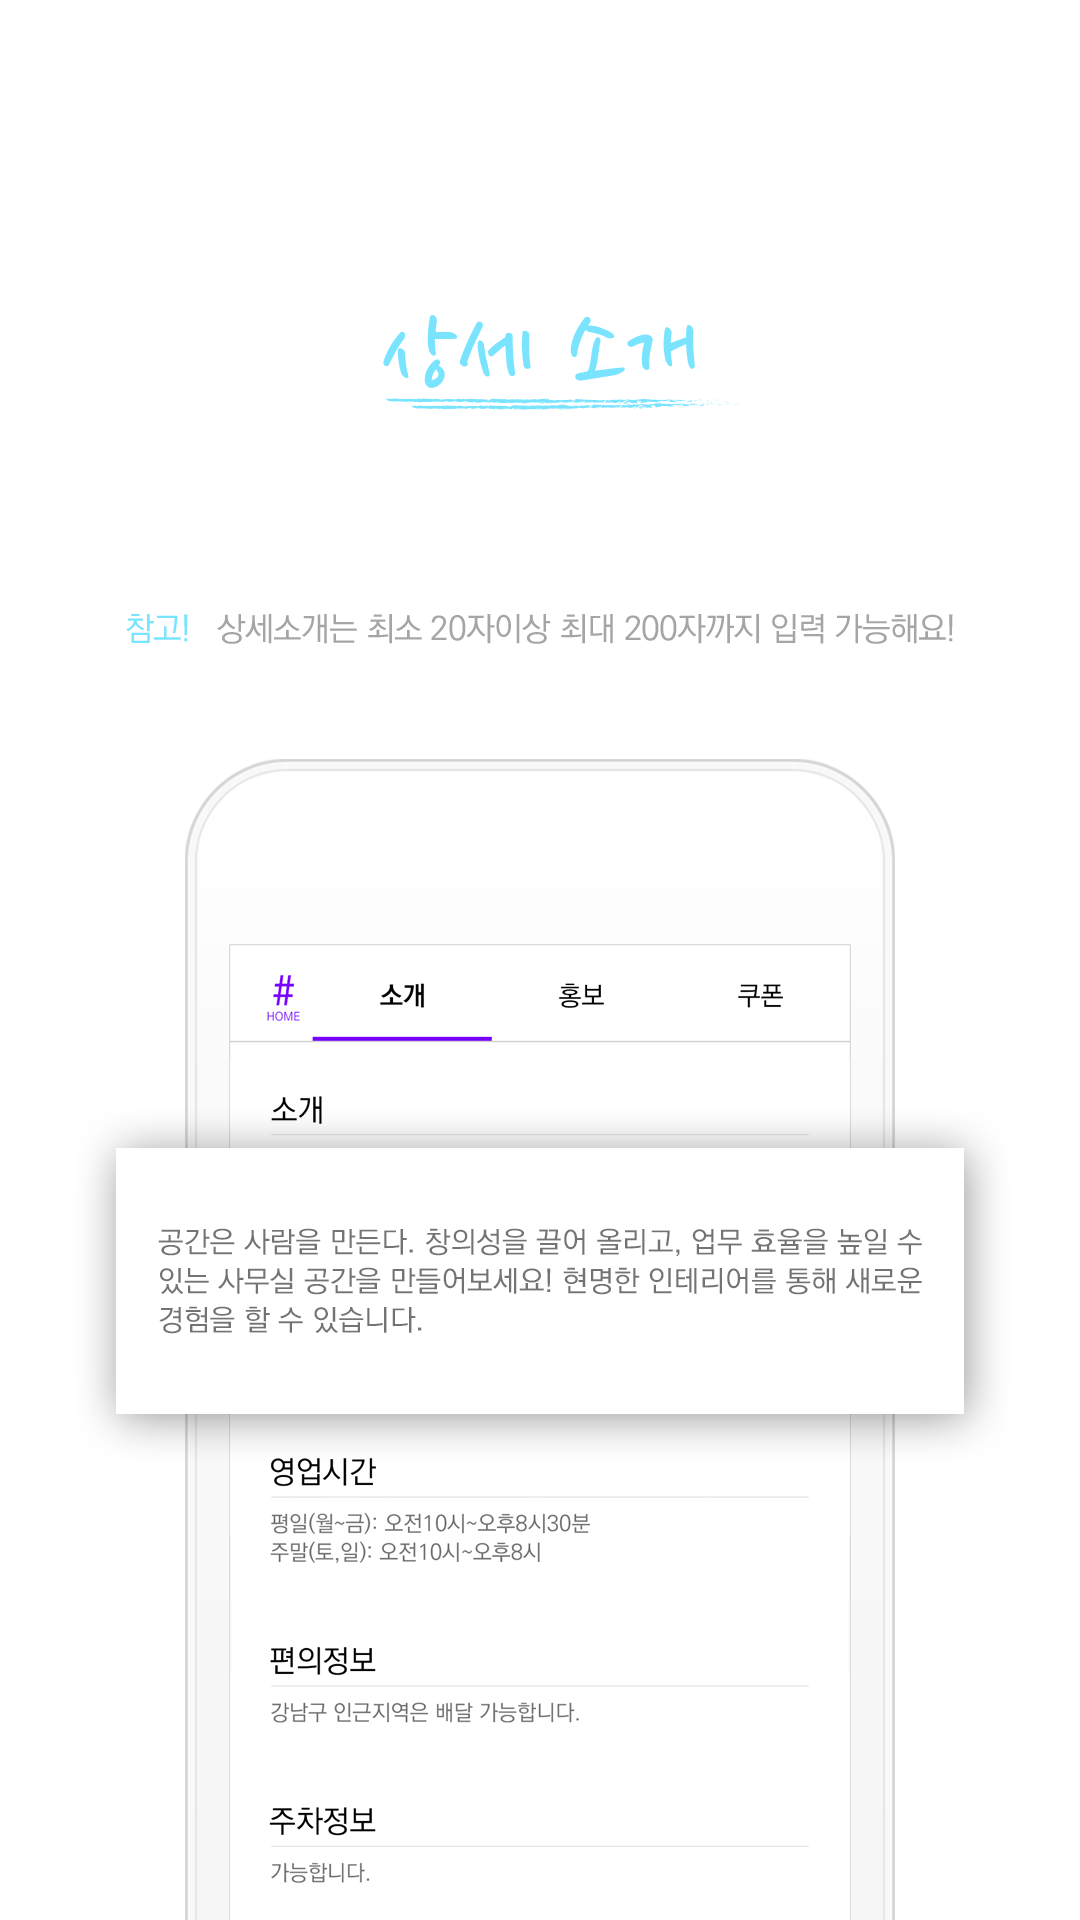 상세 소개
참고! 상세소개는 최소 20자이상 최대 200자까지 입력 가능해요!
# HOME 소개 홍보 쿠폰
소개
공간은 사람을 만든다. 창의성을 끌어 올리고, 업무 효율을 높일 수
있는 사무실 공간을 만들어보세요! 현명한 인테리어를 통해 새로운
경험을 할 수 있습니다.
영업시간
평일(월~금): 오전10시~오후8시30분
주말(토,일): 오전10시~오후8시
편의정보
강남구 인근지역은 배달 가능합니다.
주차정보
가능합니다.